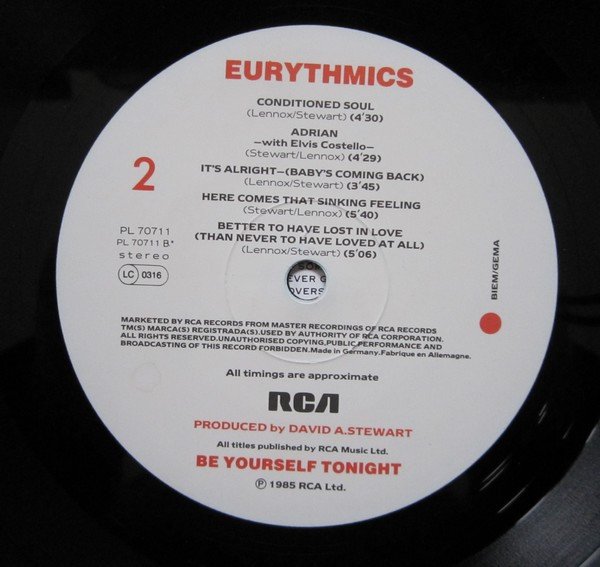 EURYTHMICS
CONDITIONED SOUL
(Lennox/Stewart) (4'30)
ADRIAN
—with Elvis Costello—
(Stewart/Lennox) (4'29)
IT'S ALRIGHT—(BABY'S COMING BACK)
(Lennox/Stewart) (3'45)
HERE COMES THAT SINKING FEELING
(Stewart/Lennox) (5'40)
BETTER TO HAVE LOST IN LOVE
(THAN NEVER TO HAVE LOVED AT ALL)
(Lennox/Stewart) (5'06)
2
PL 70711
PL 70711 B*
stereo
LC 0316
EVER
OVERS
BIEM/GEMA
MARKETED BY RCA RECORDS FROM MASTER RECORDINGS OF RCA RECORDS
TM(S) MARCA(S) REGISTRADA(S).USED BY AUTHORITY OF RCA CORPORATION.
ALL RIGHTS RESERVED.UNAUTHORISED COPYING,PUBLIC PERFORMANCE AND
BROADCASTING OF THIS RECORD FORBIDDEN.Made in Germany.Fabrique en Allemagne.
All timings are approximate
RCA
PRODUCED by DAVID A.STEWART
All titles published by RCA Music Ltd.
BE YOURSELF TONIGHT
℗ 1985 RCA Ltd.